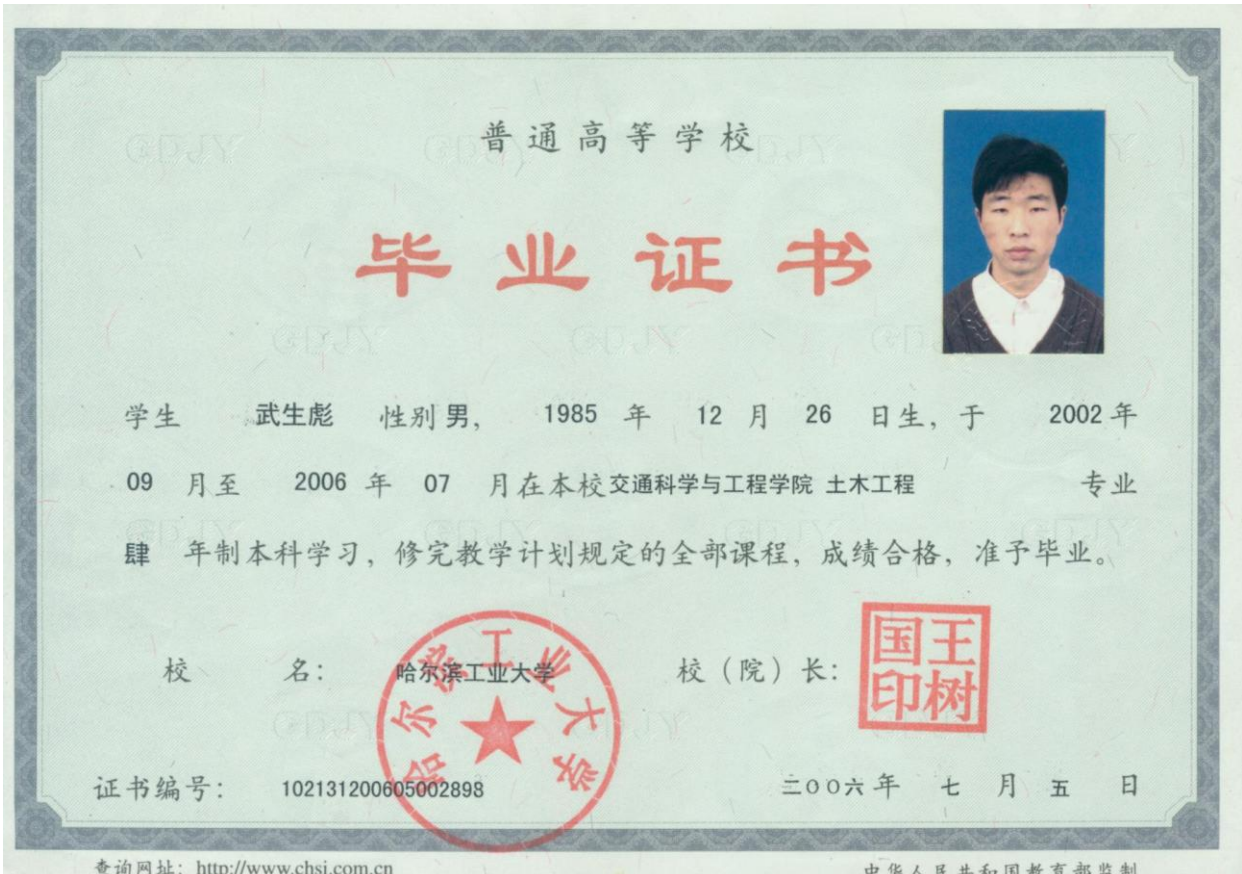 普通高等学校
毕业证书
学生 武生彪 性别 男, 1985 年 12 月 26 日生, 于 2002 年
09 月至 2006 年 07 月在本校 交通科学与工程学院 土木工程 专业
肆 年制本科学习, 修完教学计划规定的全部课程, 成绩合格, 准予毕业。
校 名: 哈尔滨工业大学 校（院）长:
哈尔滨工业大学
王树国印
证书编号: 102131200605002898 二〇〇六年 七 月 五 日
查询网址: http://www.chsi.com.cn 中华人民共和国教育部监制